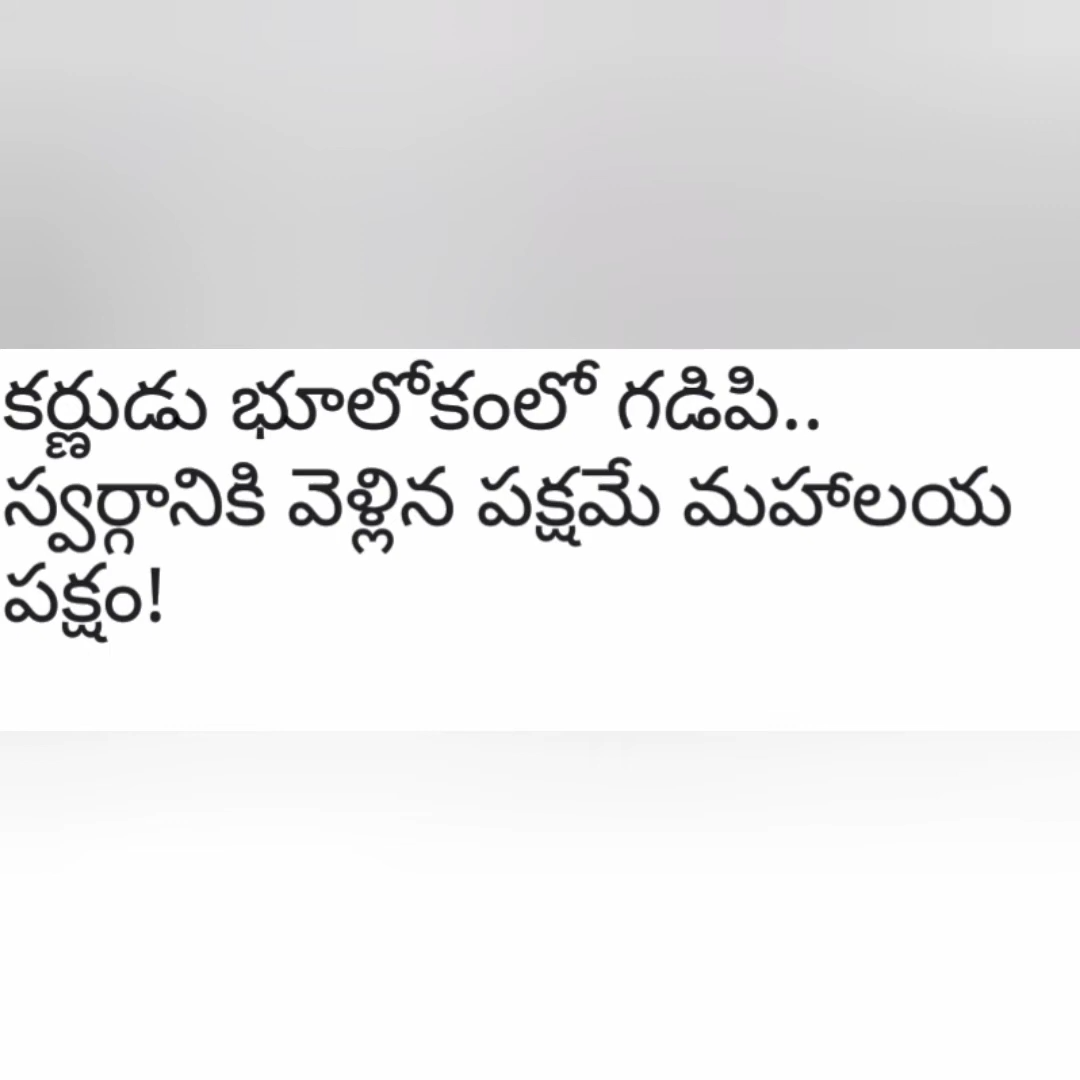 కర్ణుడు భూలోకంలో గడిపి..
స్వర్గానికి వెళ్లిన పక్షమే మహాలయ
పక్షం!